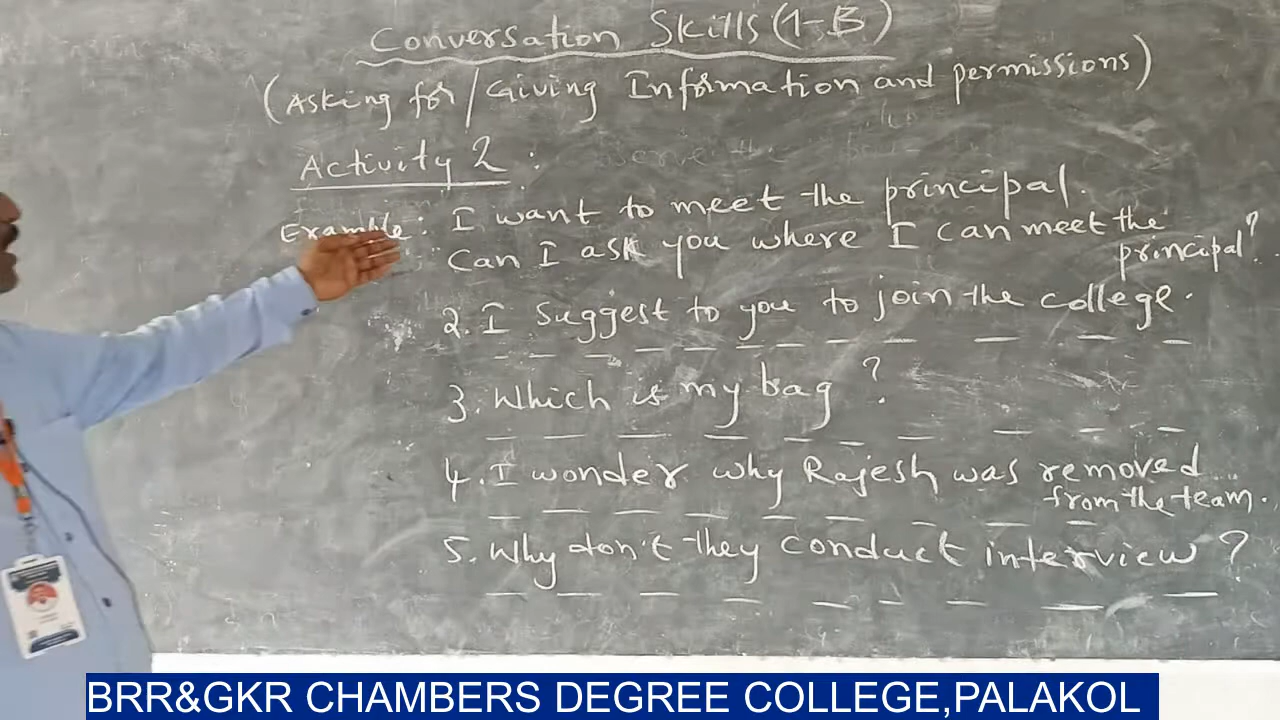 Conversation Skills (1-B)
(Asking for / Giving Information and permissions)
Activity 2 :
Example : I want to meet the principal.
Can I ask you where I can meet the
principal?
2. I suggest to you to join the college.
3. Which is my bag ?
4. I wonder why Rajesh was removed
from the team.
5. Why don't they conduct interview ?
BRR&GKR CHAMBERS DEGREE COLLEGE,PALAKOL